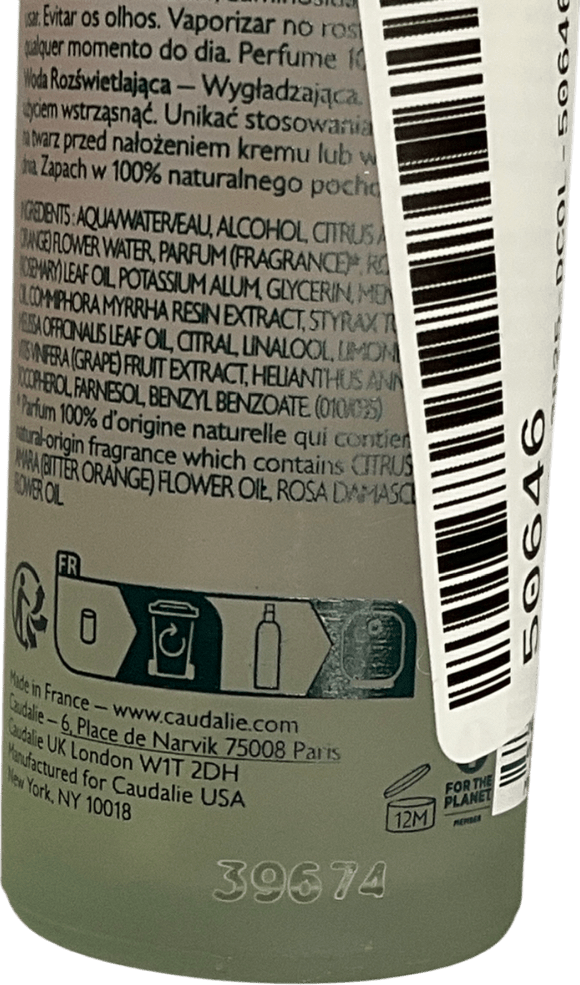 usar. Evitar os olhos. Vaporizar no
qualquer momento do dia. Perfume
Woda Rozświetlająca – Wygładzająca.
użyciem wstrząsnąć. Unikać stosowania
na twarz przed nałożeniem kremu lub w
dnia. Zapach w 100% naturalnego
INGREDIENTS : AQUA/WATER/EAU, ALCOHOL, CITRUS
ORANGE) FLOWER WATER, PARFUM (FRAGRANCE)*,
(ROSEMARY) LEAF OIL, POTASSIUM ALUM, GLYCERIN,
OIL, COMMIPHORA MYRRHA RESIN EXTRACT, STYRAX
MELISSA OFFICINALIS LEAF OIL, CITRAL, LINALOOL,
VITIS VINIFERA (GRAPE) FRUIT EXTRACT, HELIANTHUS
TOCOPHEROL, FARNESOL, BENZYL BENZOATE.
* Parfum 100% d'origine naturelle qui
natural-origin fragrance which contains CITRUS
AMARA (BITTER ORANGE) FLOWER OIL, ROSA
FLOWER OIL
FR
Made in France – www.caudalie.com
Caudalie – 6, Place de Narvik 75008 Paris
Caudalie UK London W1T 2DH
Manufactured for Caudalie USA
New York, NY 10018
12M
FOR THE
PLANET
MEMBER
39674
50646